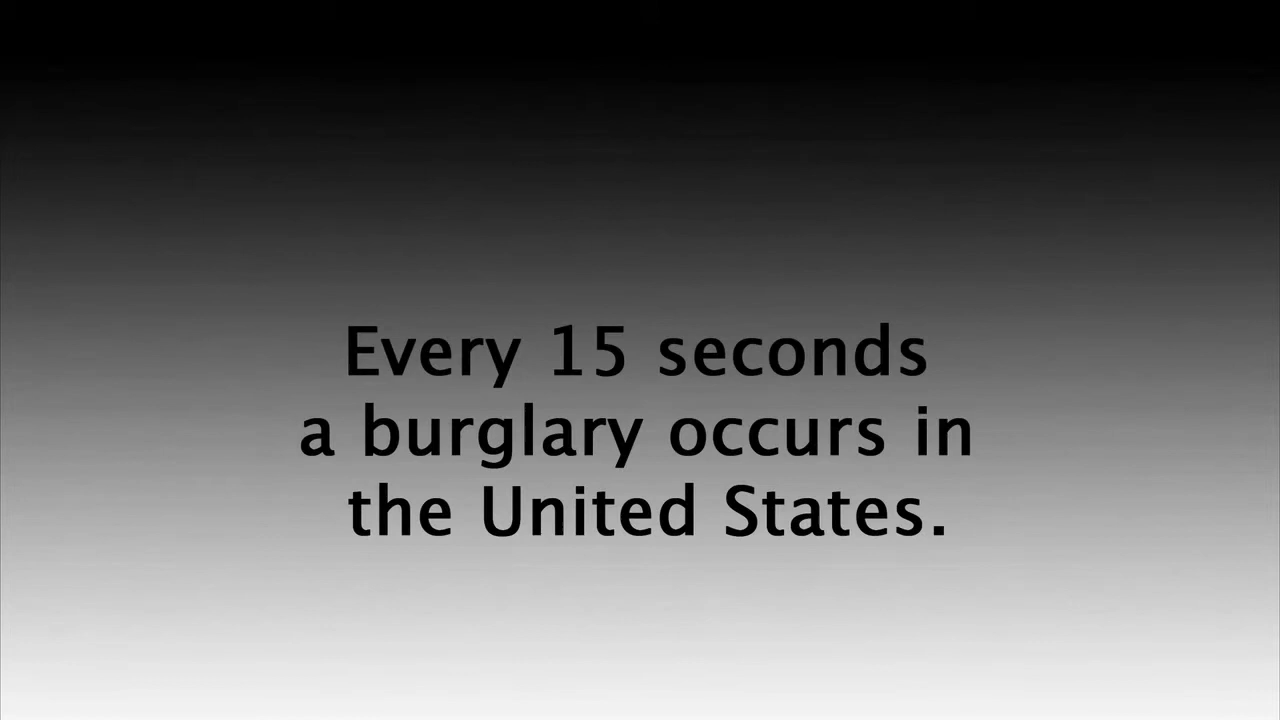 Every 15 seconds
a burglary occurs in
the United States.